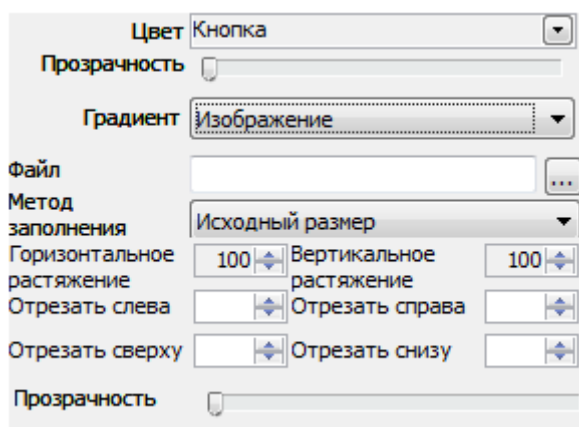 Цвет Кнопка
Прозрачность
Градиент Изображение
Файл ...
Метод
заполнения Исходный размер
Горизонтальное растяжение 100 Вертикальное растяжение 100
Отрезать слева Отрезать справа
Отрезать сверху Отрезать снизу
Прозрачность